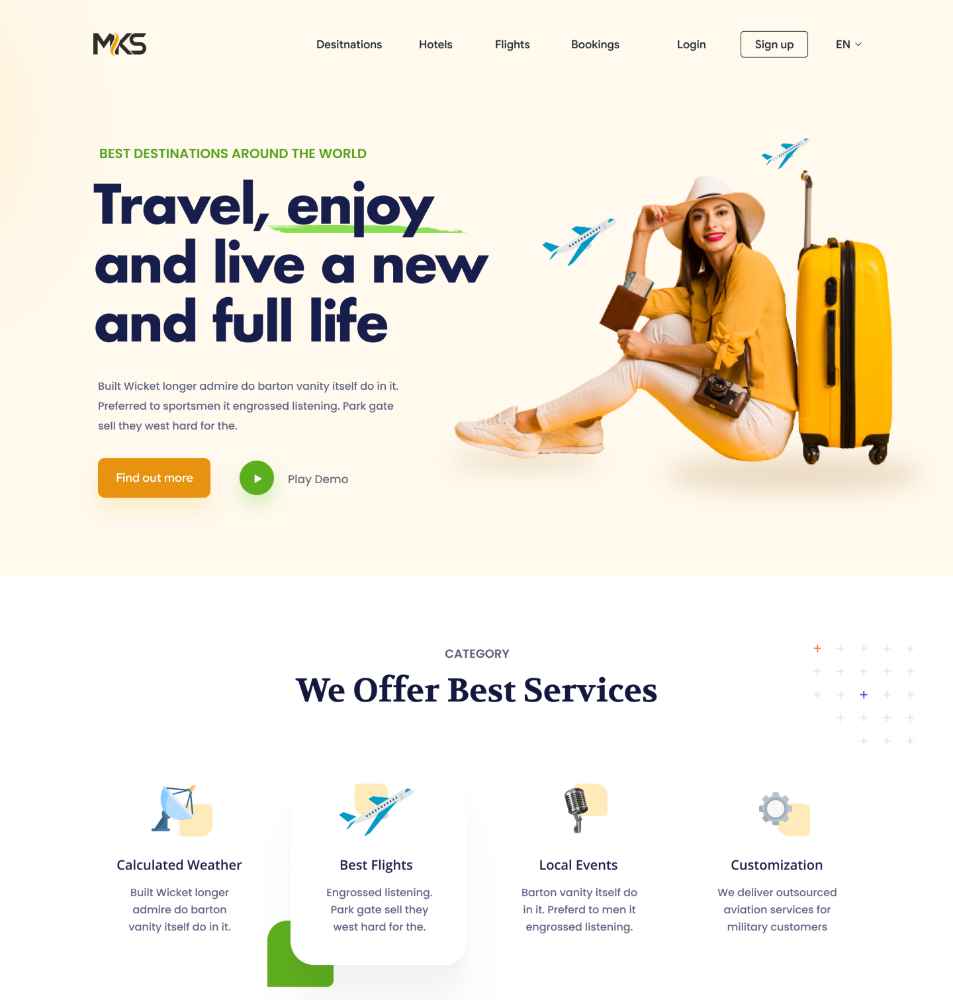 MKS
Desitnations Hotels Flights Bookings Login Sign up EN
BEST DESTINATIONS AROUND THE WORLD
Travel, enjoy
and live a new
and full life
Built Wicket longer admire do barton vanity itself do in it.
Preferred to sportsmen it engrossed listening. Park gate
sell they west hard for the.
Find out more Play Demo
CATEGORY
We Offer Best Services
Calculated Weather
Built Wicket longer
admire do barton
vanity itself do in it.
Best Flights
Engrossed listening.
Park gate sell they
west hard for the.
Local Events
Barton vanity itself do
in it. Preferd to men it
engrossed listening.
Customization
We deliver outsourced
aviation services for
military customers